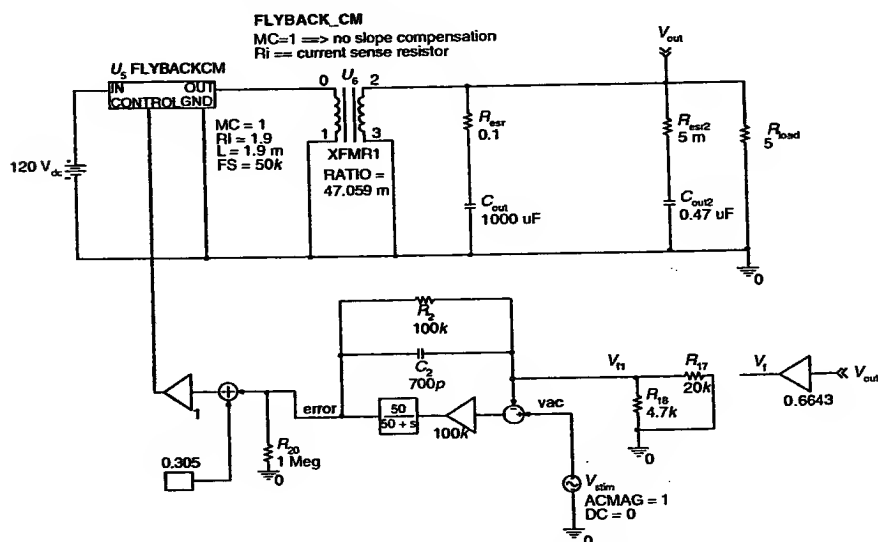 FLYBACK_CM
MC=1 ==> no slope compensation
Ri == current sense resistor
U5 FLYBACKCM
IN OUT
CONTROL GND
MC = 1
RI = 1.9
L = 1.9 m
FS = 50k
120 Vdc
0 U6 2
1 3
XFMR1
RATIO =
47.059 m
Resr
0.1
Cout
1000 uF
Vout
Resr2
5 m
Cout2
0.47 uF
Rload
5
0
R2
100k
C2
700p
error
50
50 + s
100k
vac
Vf1
R17
20k
R18
4.7k
0
Vf
0.6643
Vout
1
0.305
R20
1 Meg
0
Vstim
ACMAG = 1
DC = 0
0